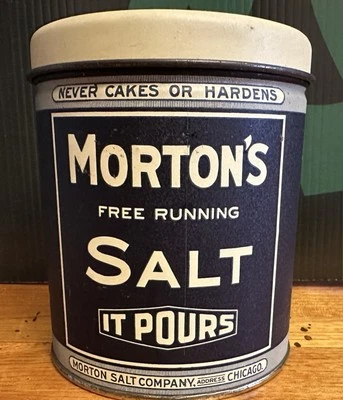 NEVER CAKES OR HARDENS
MORTON'S
FREE RUNNING
SALT
IT POURS
MORTON SALT COMPANY. ADDRESS CHICAGO.